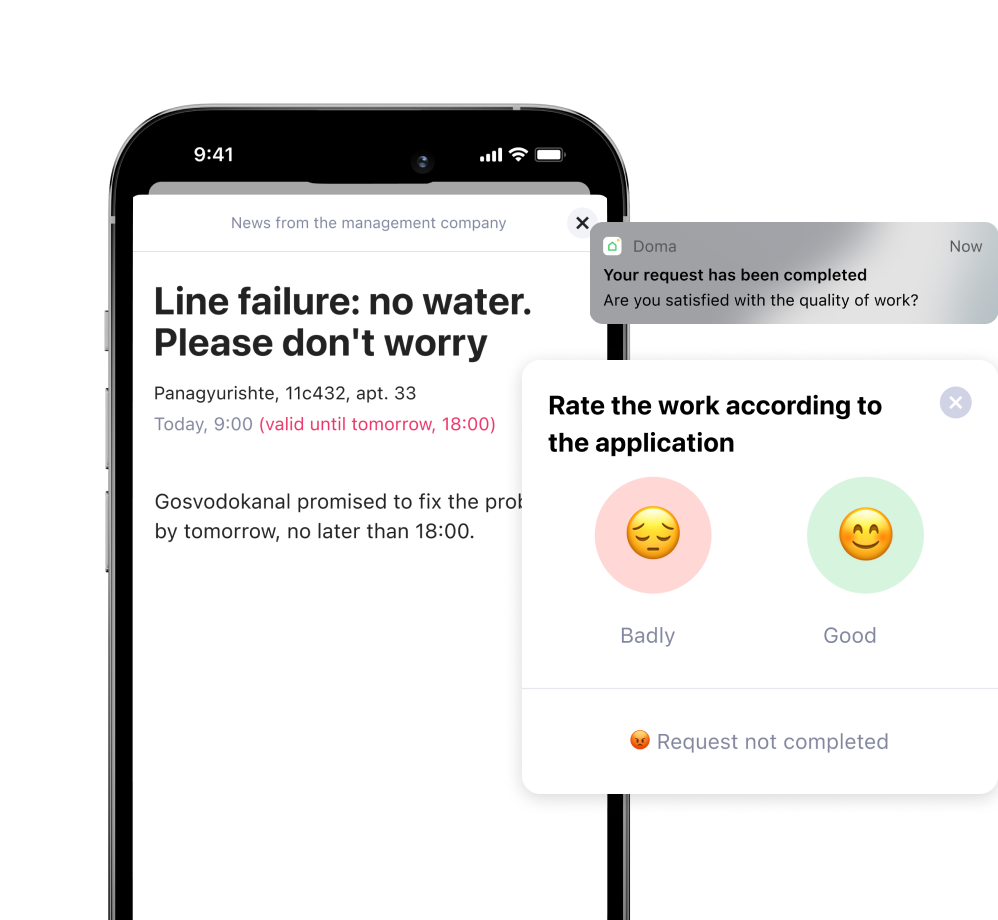 9:41
News from the management company
Line failure: no water.
Please don't worry
Panagyurishte, 11c432, apt. 33
Today, 9:00 (valid until tomorrow, 18:00)
Gosvodokanal promised to fix the
by tomorrow, no later than 18:00.
Doma
Now
Your request has been completed
Are you satisfied with the quality of work?
Rate the work according to
the application
Badly
Good
Request not completed